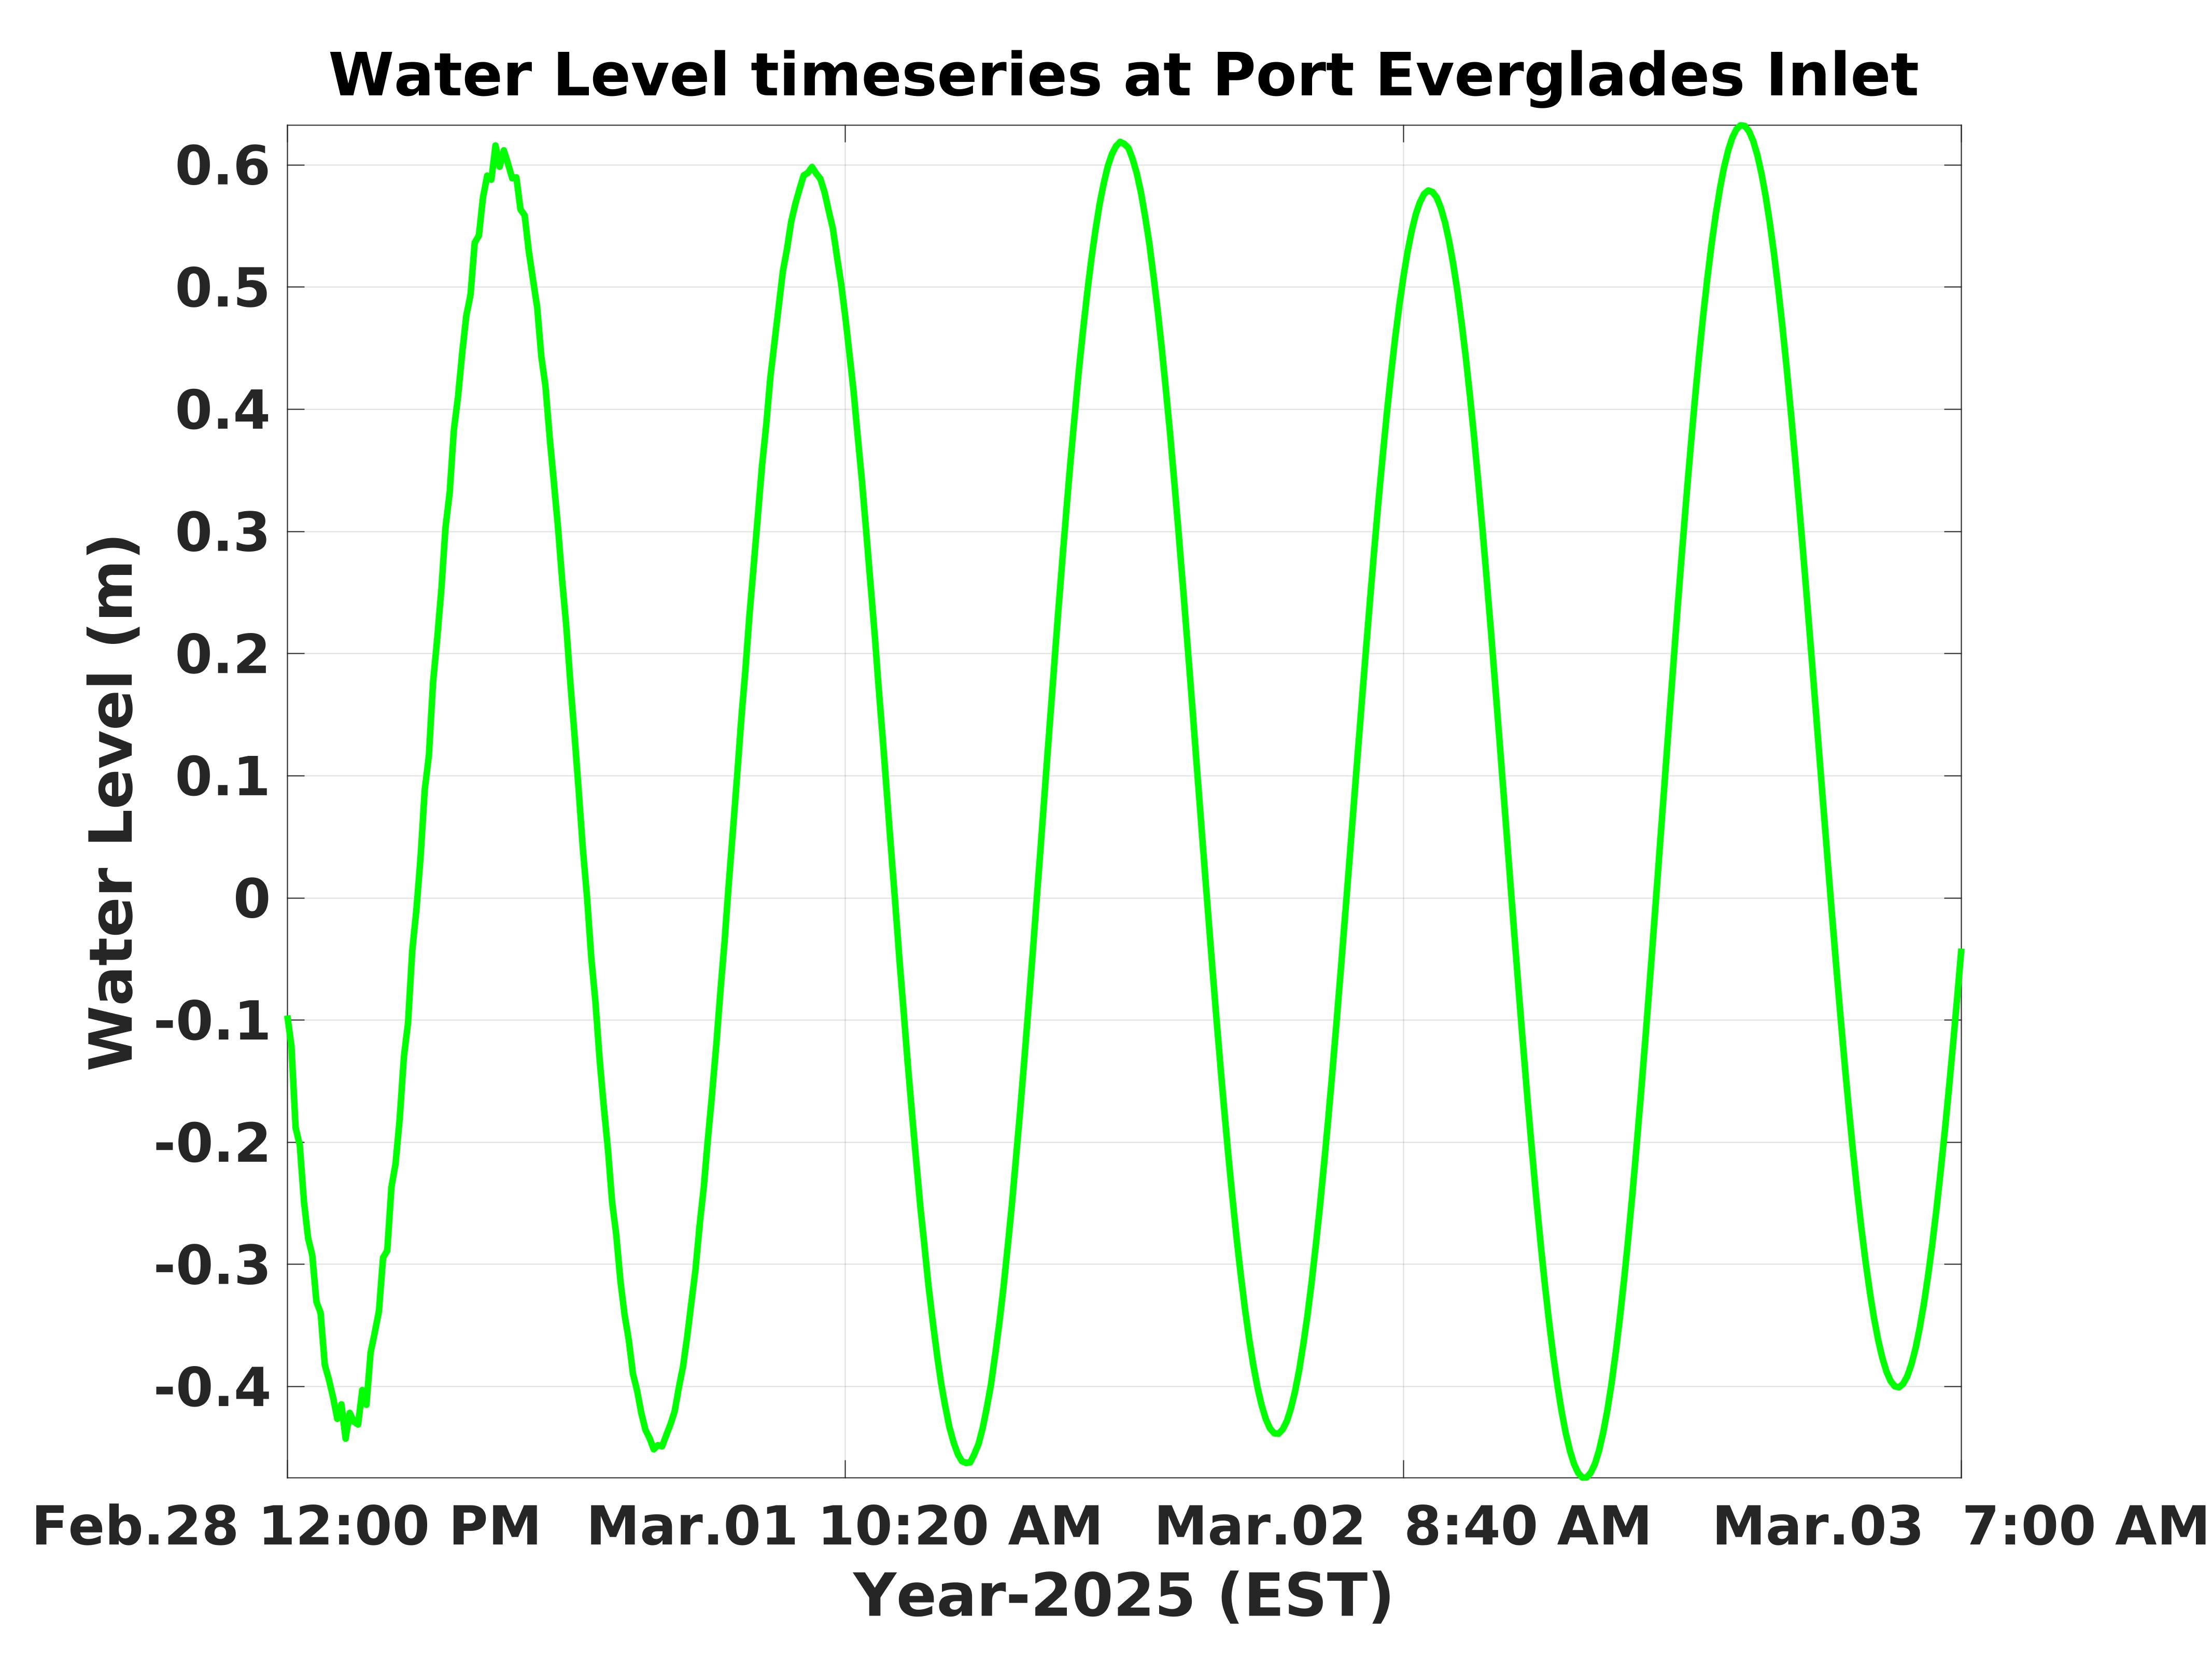 Water Level timeseries at Port Everglades Inlet
0.6
0.5
0.4
0.3
0.2
0.1
0
-0.1
-0.2
-0.3
-0.4
Water Level (m)
Feb.28 12:00 PM Mar.01 10:20 AM Mar.02 8:40 AM Mar.03 7:00 AM
Year-2025 (EST)